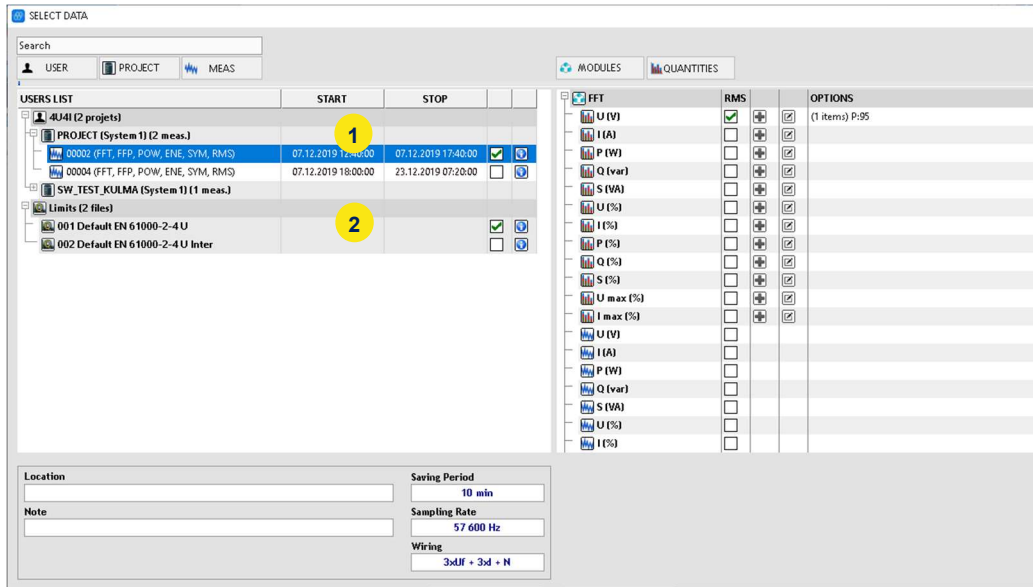 SELECT DATA
Search
USER PROJECT MEAS
MODULES QUANTITIES
USERS LIST START STOP
4U4I (2 projets)
PROJECT (System 1) (2 meas.)
1
00002 (FFT, FFP, POW, ENE, SYM, RMS) 07.12.2019 12:40:00 07.12.2019 17:40:00
00004 (FFT, FFP, POW, ENE, SYM, RMS) 07.12.2019 18:00:00 23.12.2019 07:20:00
SW_TEST_KULMA (System 1) (1 meas.)
Limits (2 files)
2
001 Default EN 61000-2-4 U
002 Default EN 61000-2-4 U Inter
FFT RMS OPTIONS
U (V) (1 items) P:95
I (A)
P (W)
Q (var)
S (VA)
U (%)
I (%)
P (%)
Q (%)
S (%)
U max (%)
I max (%)
U (V)
I (A)
P (W)
Q (var)
S (VA)
U (%)
I (%)
Location
Note
Saving Period
10 min
Sampling Rate
57 600 Hz
Wiring
3xUf + 3xI + N